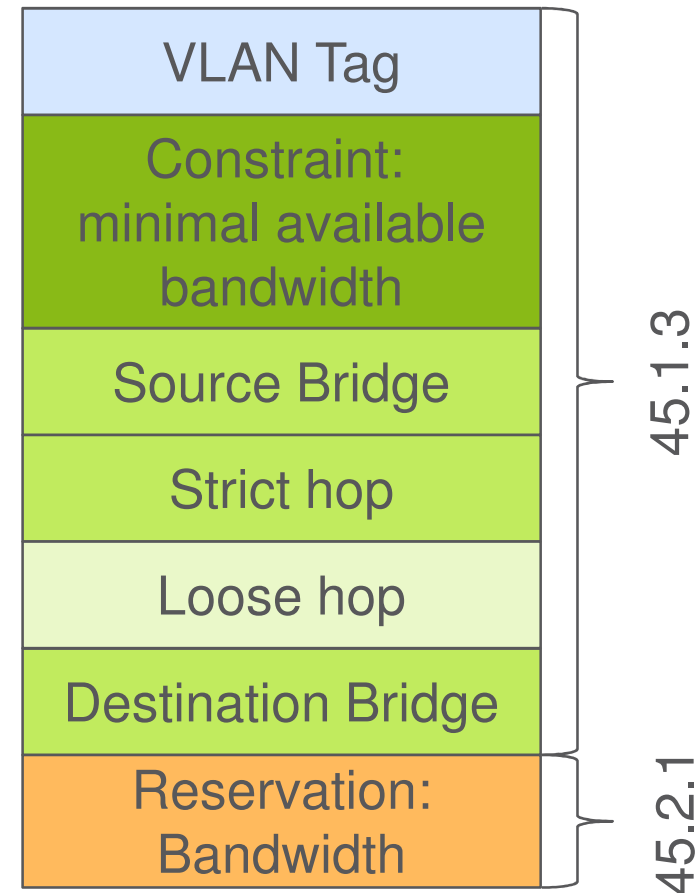 VLAN Tag
Constraint:
minimal available
bandwidth
Source Bridge
Strict hop
Loose hop
Destination Bridge
45.1.3
Reservation:
Bandwidth
45.2.1